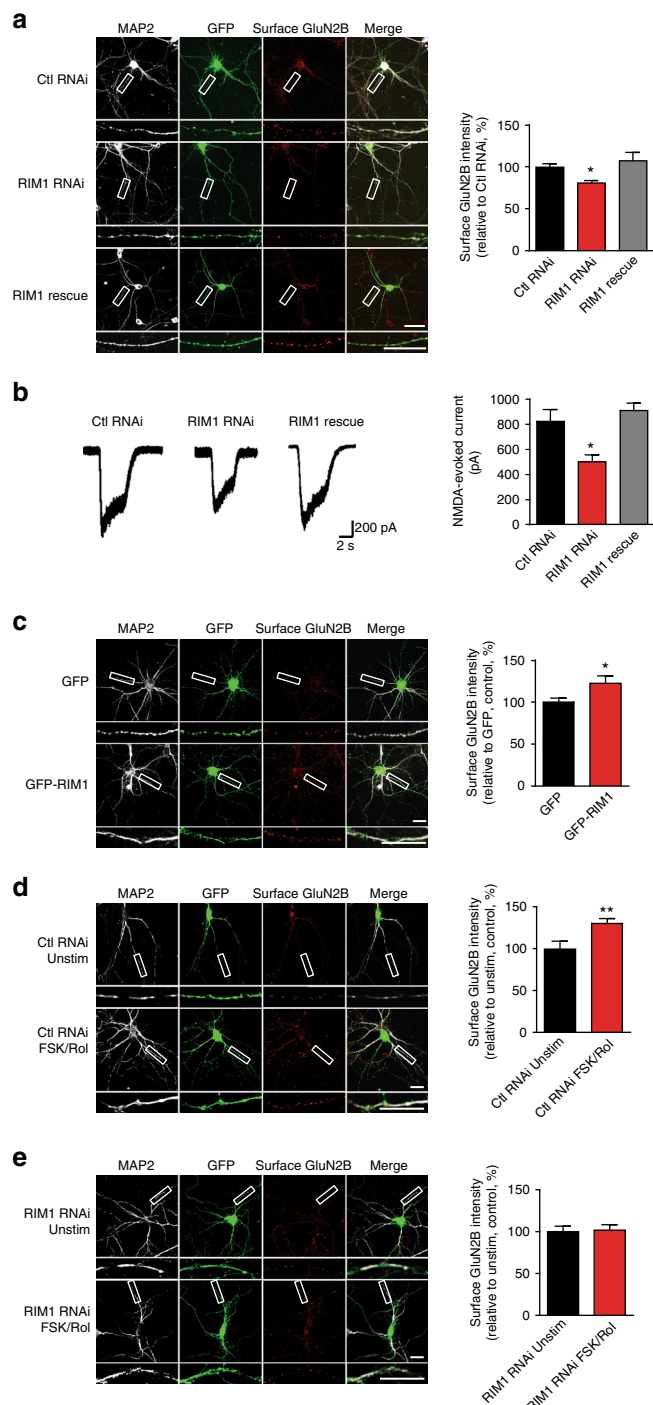 a
MAP2 GFP Surface GluN2B Merge
Ctl RNAi
RIM1 RNAi
RIM1 rescue
Surface GluN2B intensity
(relative to Ctl RNAi, %)
150
100
50
0
Ctl RNAi
RIM1 RNAi
RIM1 rescue
*
b
Ctl RNAi RIM1 RNAi RIM1 rescue
200 pA
2 s
NMDA-evoked current
(pA)
1000
800
600
400
200
0
Ctl RNAi
RIM1 RNAi
RIM1 rescue
*
c
MAP2 GFP Surface GluN2B Merge
GFP
GFP-RIM1
Surface GluN2B intensity
(relative to GFP, control, %)
150
100
50
0
GFP
GFP-RIM1
*
d
MAP2 GFP Surface GluN2B Merge
Ctl RNAi
Unstim
Ctl RNAi
FSK/Rol
Surface GluN2B intensity
(relative to unstim, control, %)
150
100
50
0
Ctl RNAi Unstim
Ctl RNAi FSK/Rol
**
e
MAP2 GFP Surface GluN2B Merge
RIM1 RNAi
Unstim
RIM1 RNAi
FSK/Rol
Surface GluN2B intensity
(relative to unstim, control, %)
150
100
50
0
RIM1 RNAi Unstim
RIM1 RNAi FSK/Rol